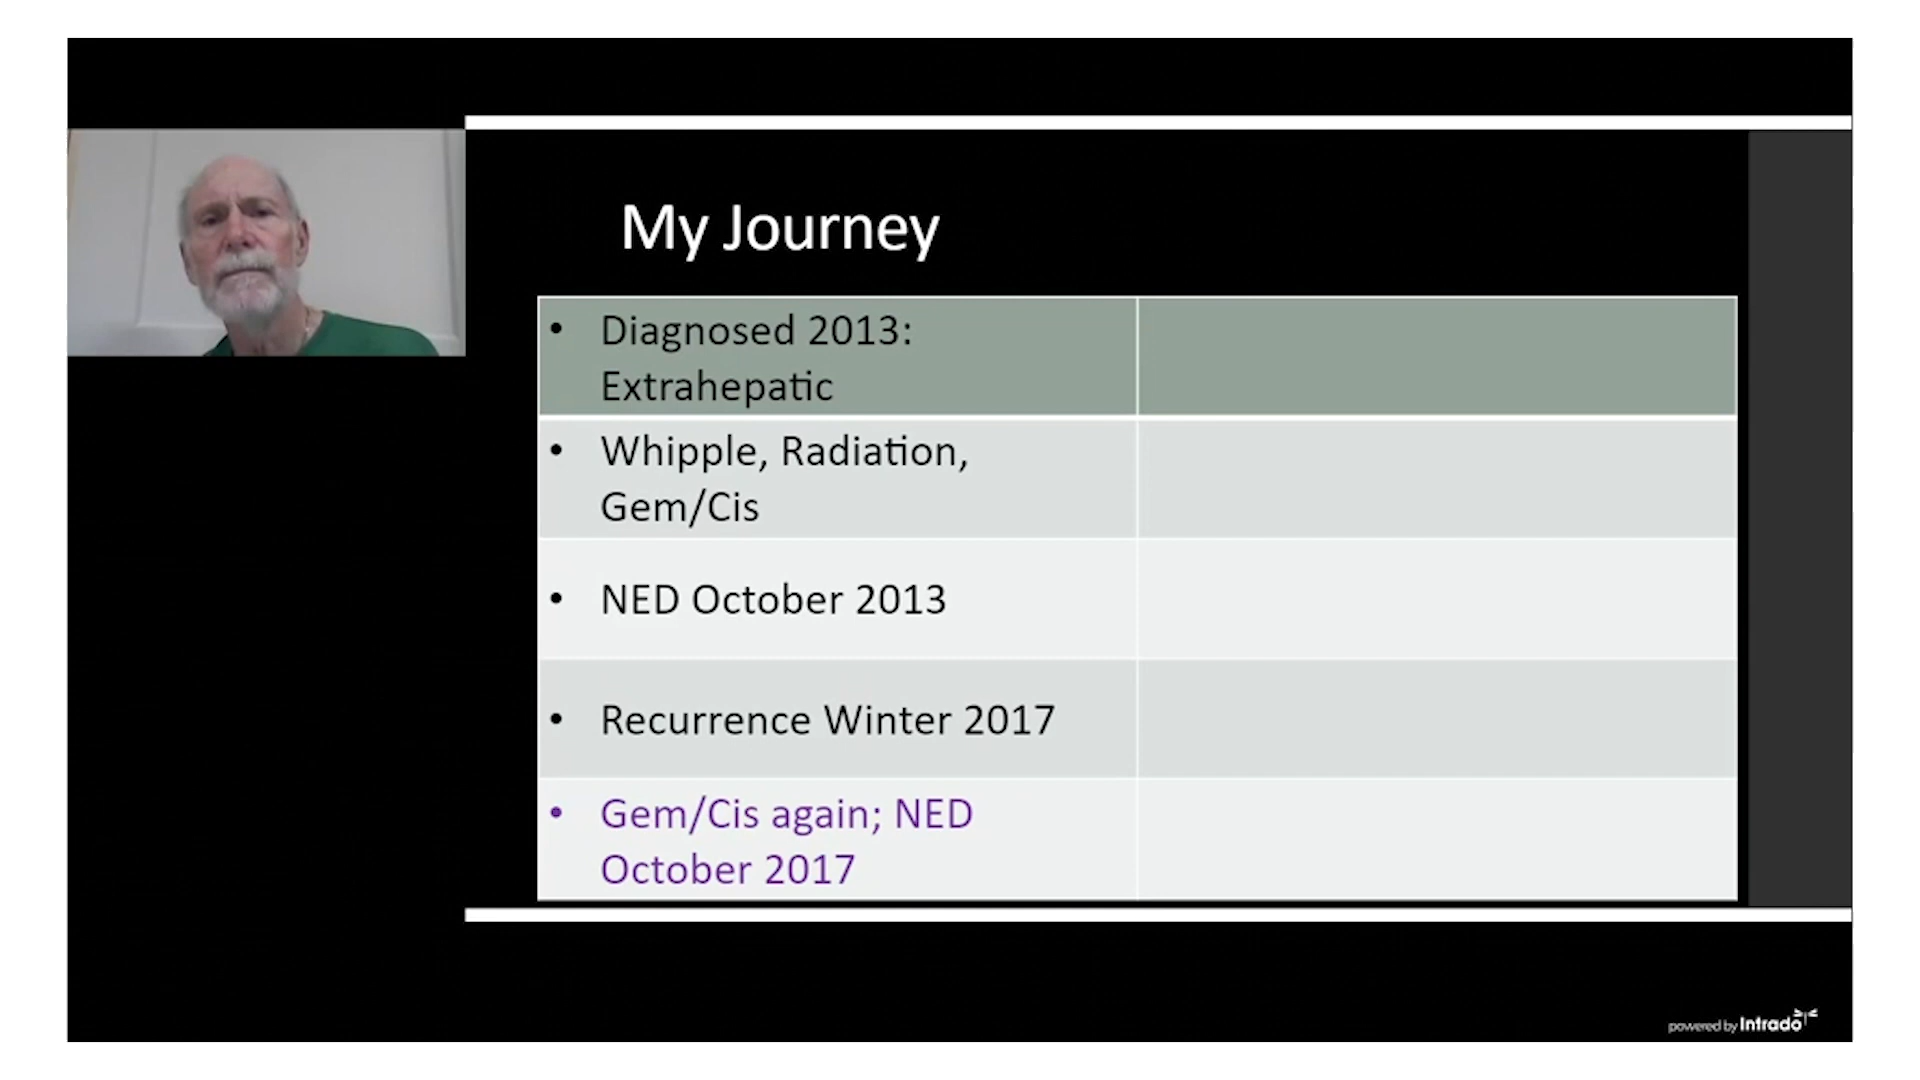 My Journey
• Diagnosed 2013:
Extrahepatic
• Whipple, Radiation,
Gem/Cis
• NED October 2013
• Recurrence Winter 2017
• Gem/Cis again; NED
October 2017
powered by Intrado